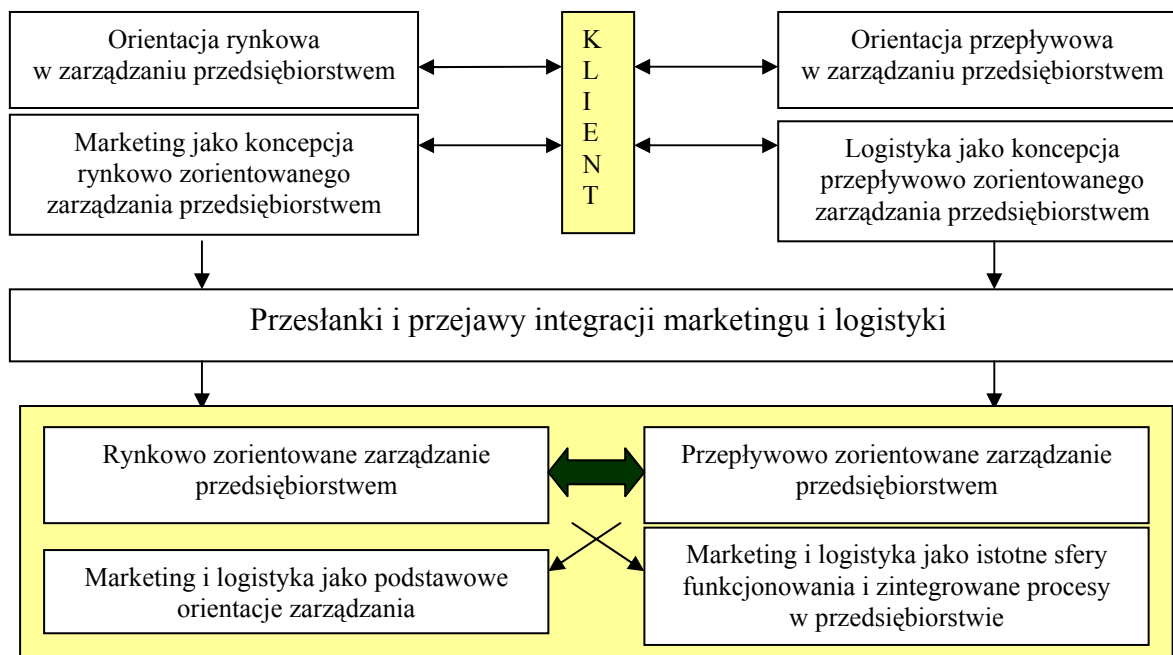 Orientacja rynkowa
w zarządzaniu przedsiębiorstwem
K
L
I
E
N
T
Orientacja przepływowa
w zarządzaniu przedsiębiorstwem
Marketing jako koncepcja
rynkowo zorientowanego
zarządzania przedsiębiorstwem
Logistyka jako koncepcja
przepływowo zorientowanego
zarządzania przedsiębiorstwem
Przesłanki i przejawy integracji marketingu i logistyki
Rynkowo zorientowane zarządzanie
przedsiębiorstwem
Przepływowo zorientowane zarządzanie
przedsiębiorstwem
Marketing i logistyka jako podstawowe
orientacje zarządzania
Marketing i logistyka jako istotne sfery
funkcjonowania i zintegrowane procesy
w przedsiębiorstwie